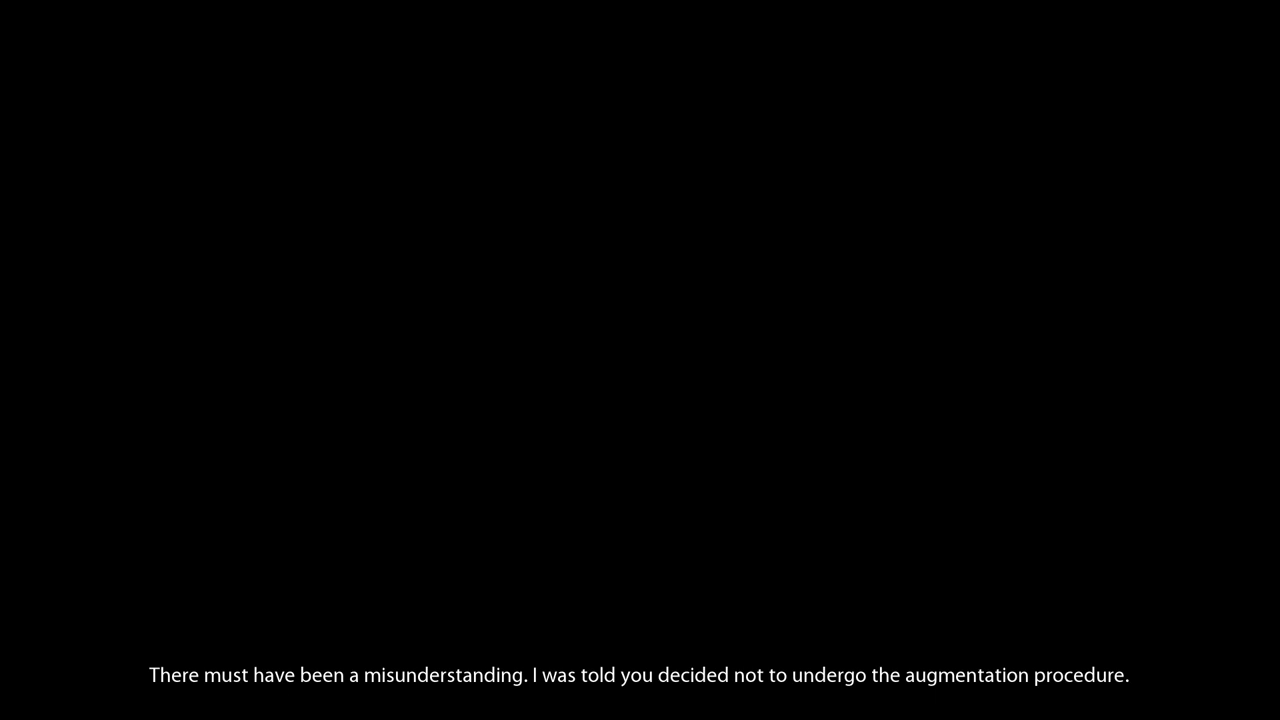 There must have been a misunderstanding. I was told you decided not to undergo the augmentation procedure.